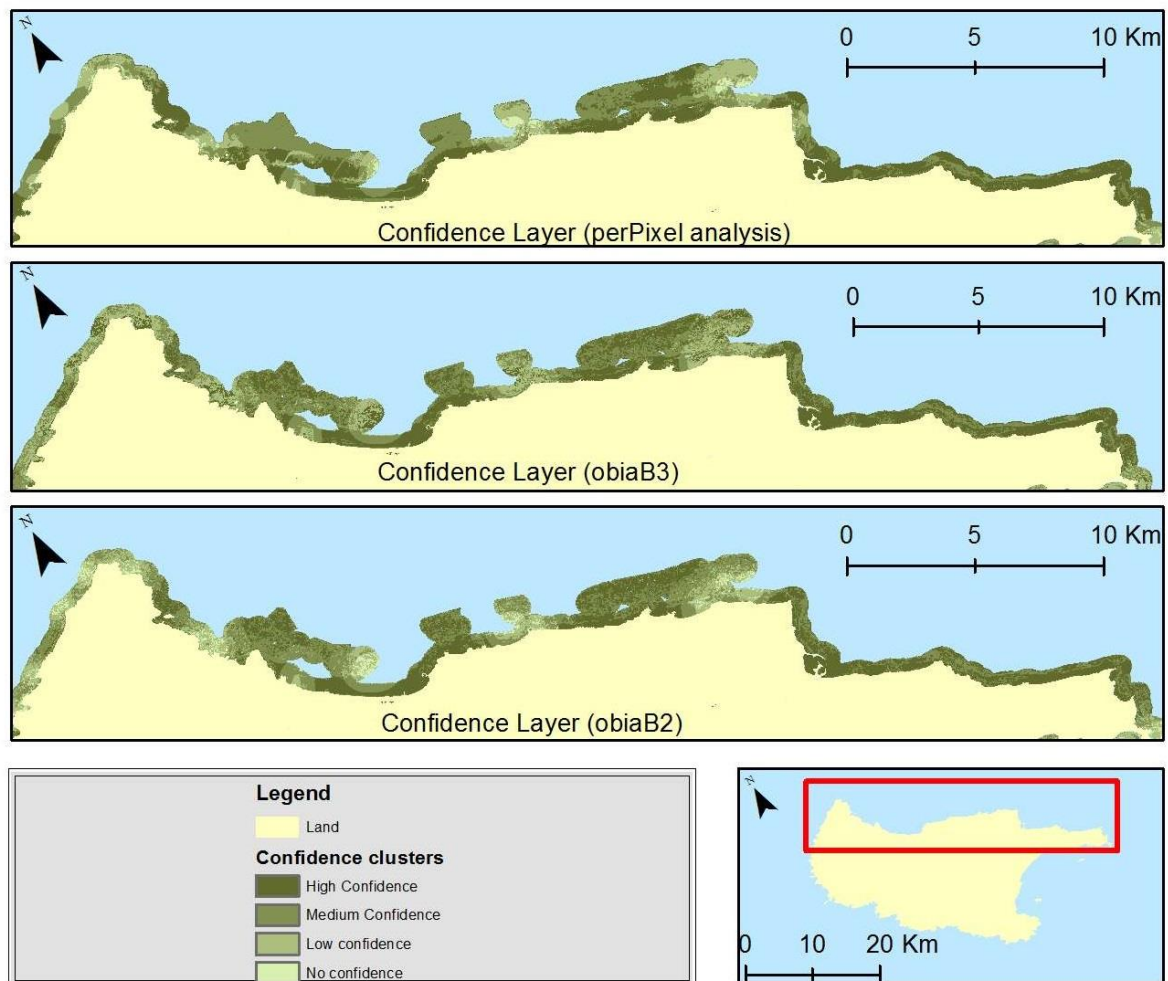 N
0 5 10 Km
Confidence Layer (perPixel analysis)
N
0 5 10 Km
Confidence Layer (obiaB3)
N
0 5 10 Km
Confidence Layer (obiaB2)
Legend
Land
Confidence clusters
High Confidence
Medium Confidence
Low confidence
No confidence
N
0 10 20 Km